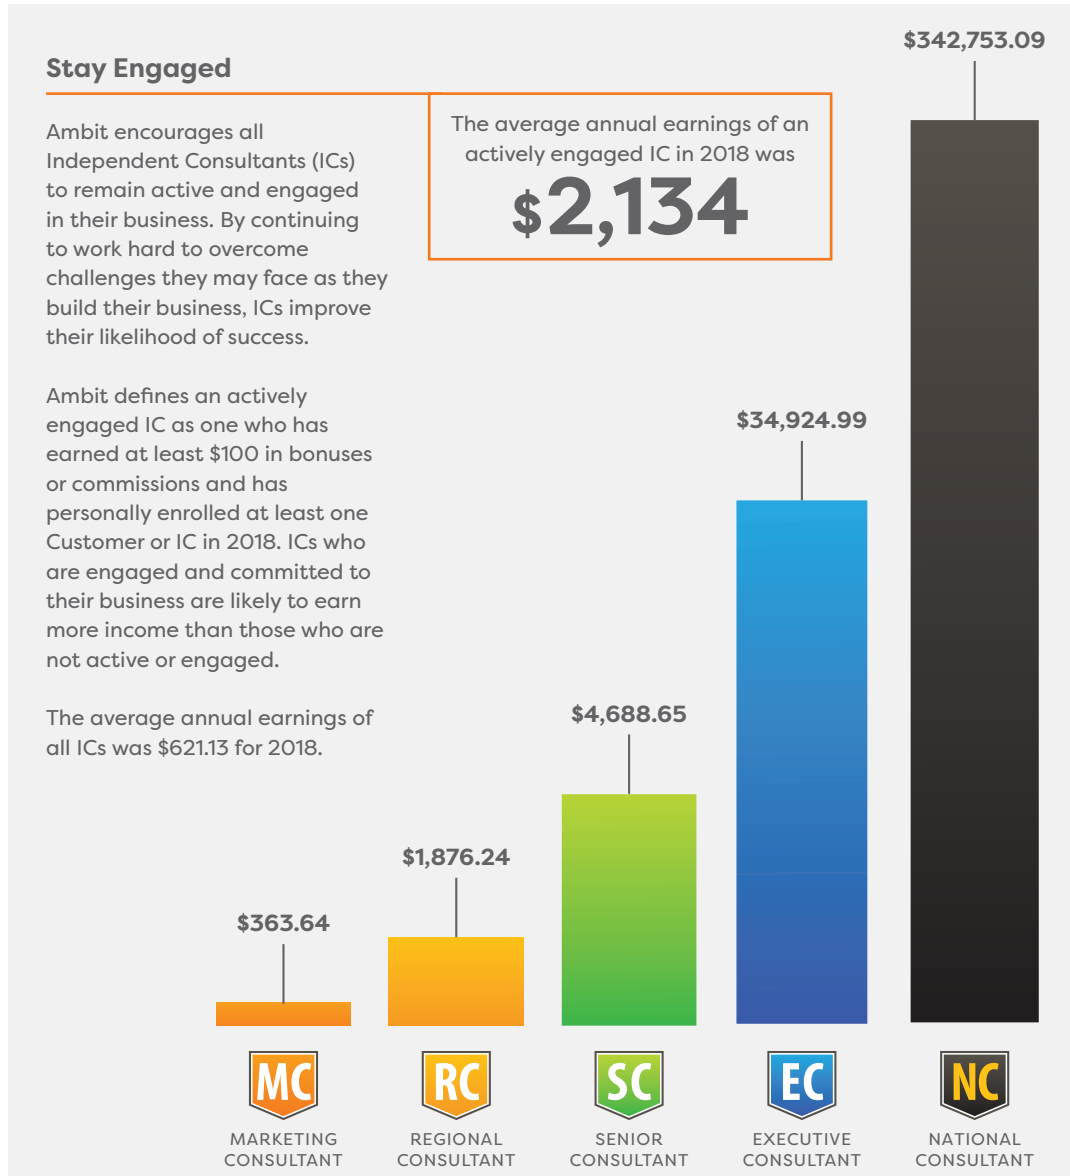 $342,753.09
Stay Engaged
Ambit encourages all
Independent Consultants (ICs)
to remain active and engaged
in their business. By continuing
to work hard to overcome
challenges they may face as they
build their business, ICs improve
their likelihood of success.
The average annual earnings of an
actively engaged IC in 2018 was
$2,134
Ambit defines an actively
engaged IC as one who has
earned at least $100 in bonuses
or commissions and has
personally enrolled at least one
Customer or IC in 2018. ICs who
are engaged and committed to
their business are likely to earn
more income than those who are
not active or engaged.
The average annual earnings of
all ICs was $621.13 for 2018.
$34,924.99
$4,688.65
$1,876.24
$363.64
MC
MARKETING
CONSULTANT
RC
REGIONAL
CONSULTANT
SC
SENIOR
CONSULTANT
EC
EXECUTIVE
CONSULTANT
NC
NATIONAL
CONSULTANT